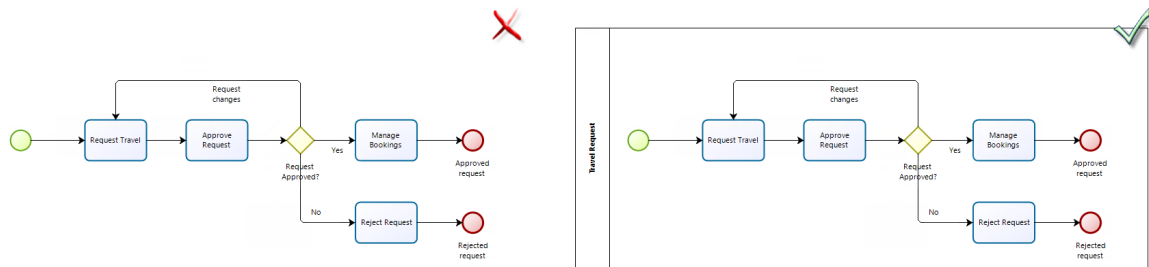 Request
changes
Request Travel
Approve
Request
Manage
Bookings
Yes
Request
Approved?
Approved
request
No
Reject Request
Rejected
request
Travel Request
Request
changes
Request Travel
Approve
Request
Manage
Bookings
Yes
Request
Approved?
Approved
request
No
Reject Request
Rejected
request